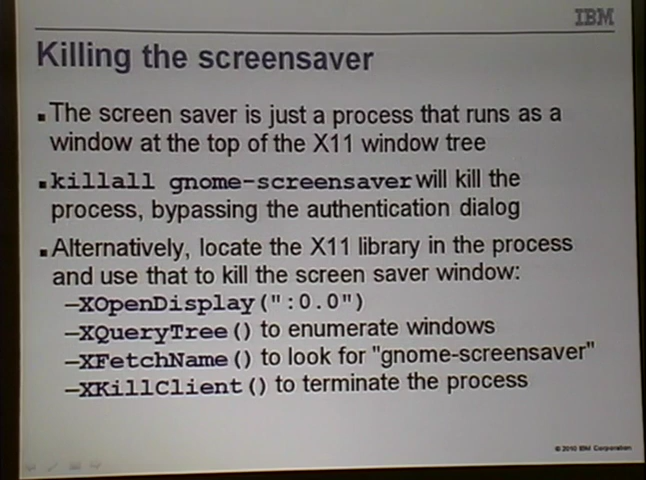 IBM
Killing the screensaver
▪The screen saver is just a process that runs as a
window at the top of the X11 window tree
▪killall gnome-screensaver will kill the
process, bypassing the authentication dialog
▪Alternatively, locate the X11 library in the process
and use that to kill the screen saver window:
–XOpenDisplay(":0.0")
–XQueryTree() to enumerate windows
–XFetchName() to look for "gnome-screensaver"
–XKillClient() to terminate the process
© 2010 IBM Corporation